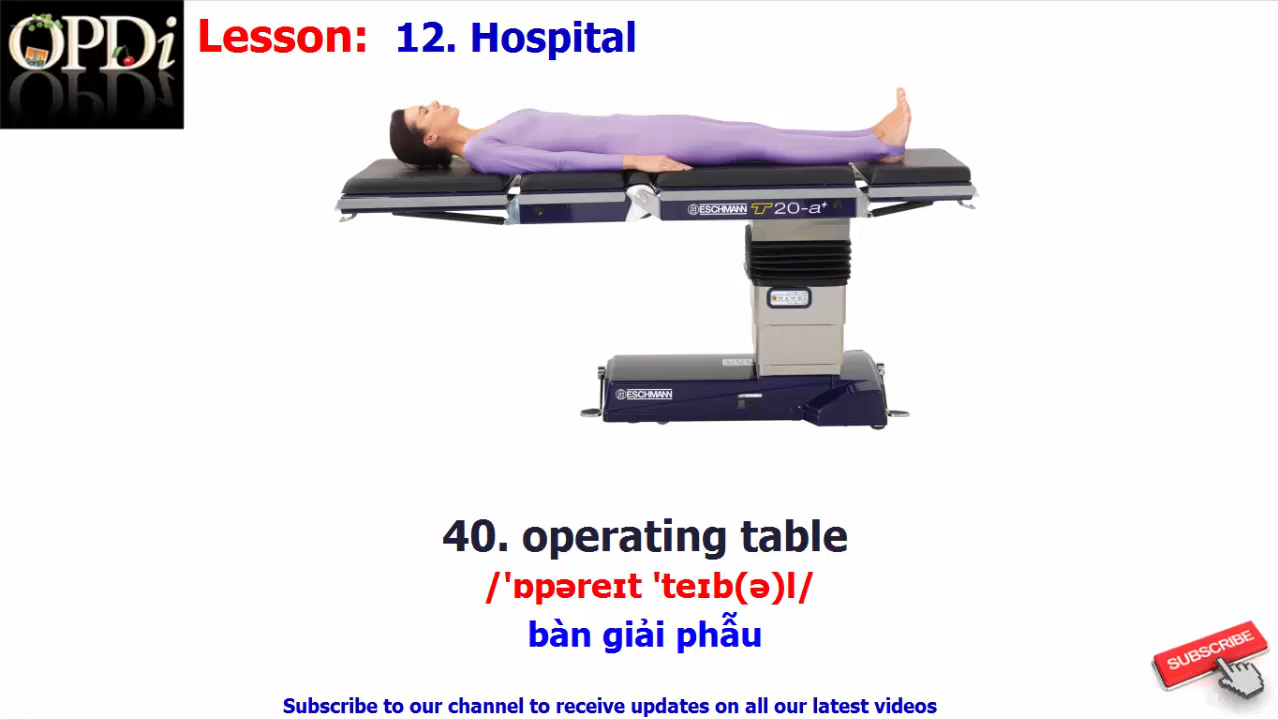 OPDi
Lesson: 12. Hospital
ESCHMANN T20-a+
ESCHMANN
40. operating table
/ˈɒpəreɪt ˈteɪb(ə)l/
bàn giải phẫu
SUBSCRIBE
Subscribe to our channel to receive updates on all our latest videos